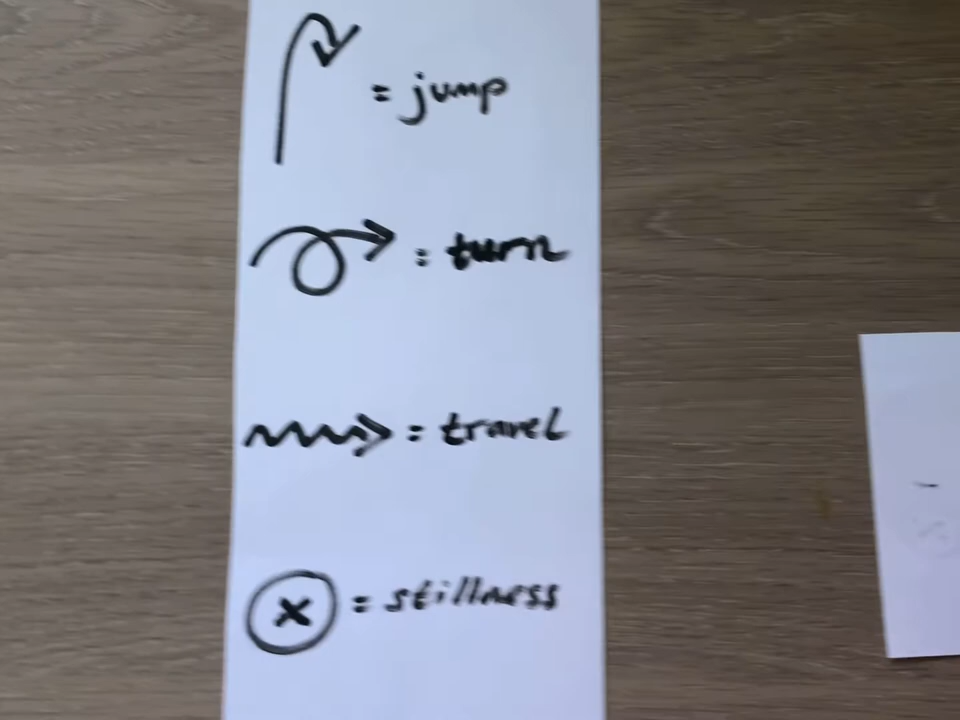 = jump
: turn
= travel
= stillness